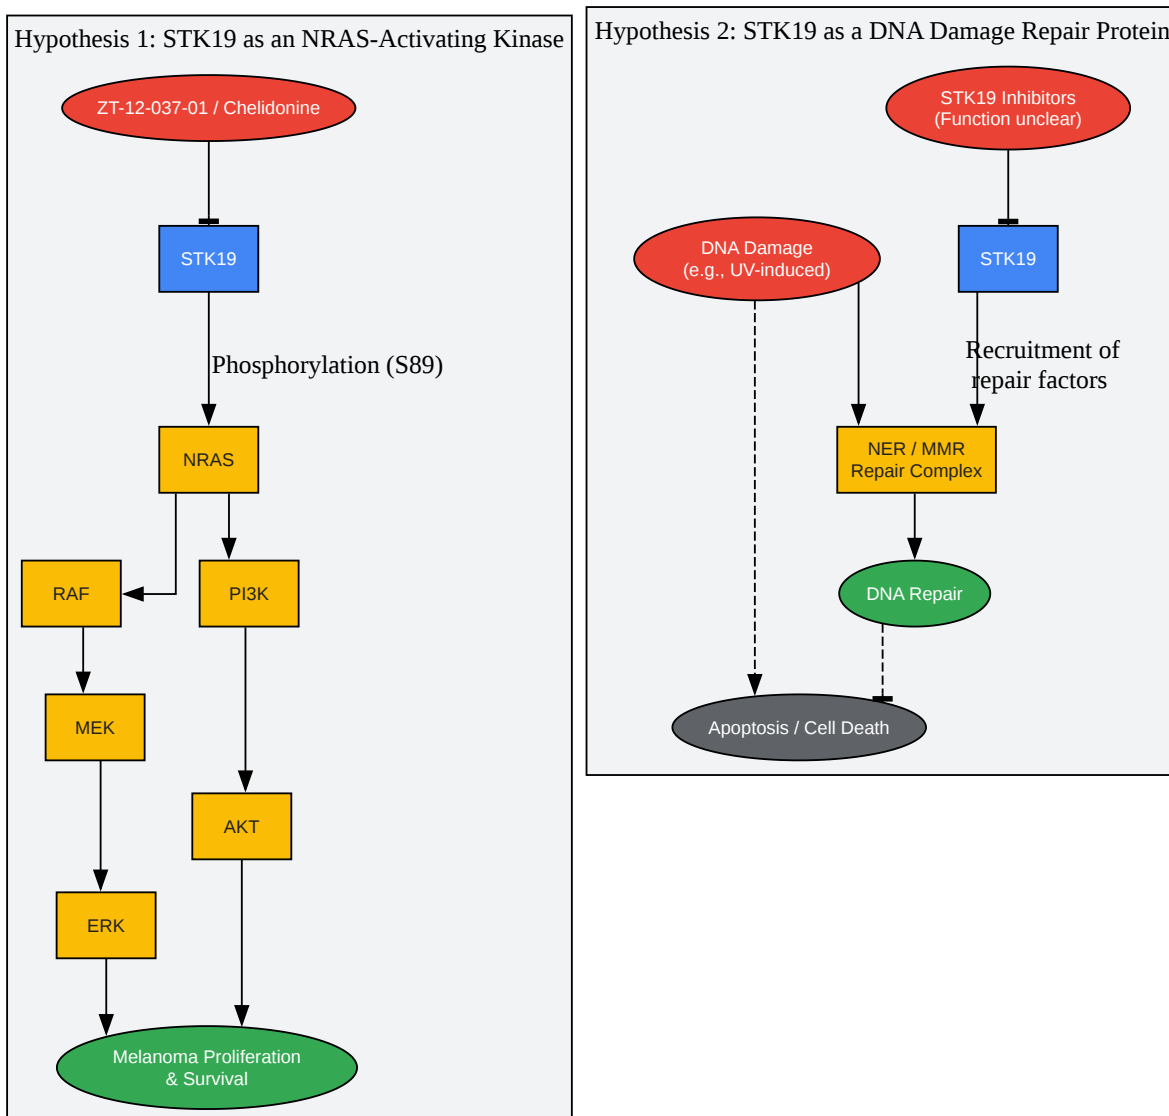 Hypothesis 1: STK19 as an NRAS-Activating Kinase
ZT-12-037-01 / Chelidonine
STK19
Phosphorylation (S89)
NRAS
RAF
PI3K
MEK
AKT
ERK
Melanoma Proliferation
& Survival
Hypothesis 2: STK19 as a DNA Damage Repair Protein
STK19 Inhibitors
(Function unclear)
DNA Damage
(e.g., UV-induced)
STK19
Recruitment of
repair factors
NER / MMR
Repair Complex
DNA Repair
Apoptosis / Cell Death